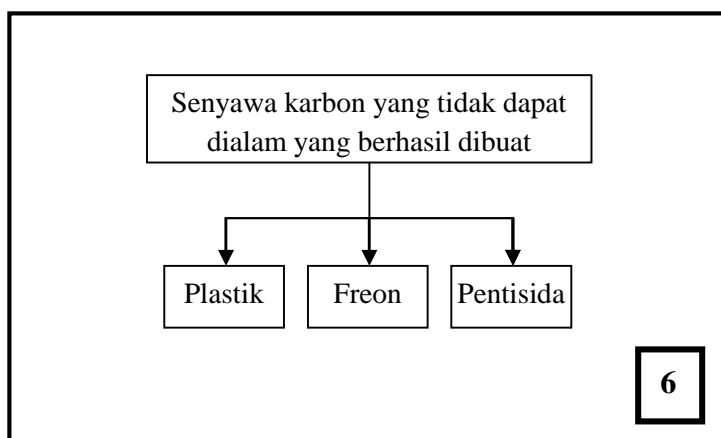 Senyawa karbon yang tidak dapat
dialam yang berhasil dibuat
Plastik
Freon
Pentisida
6